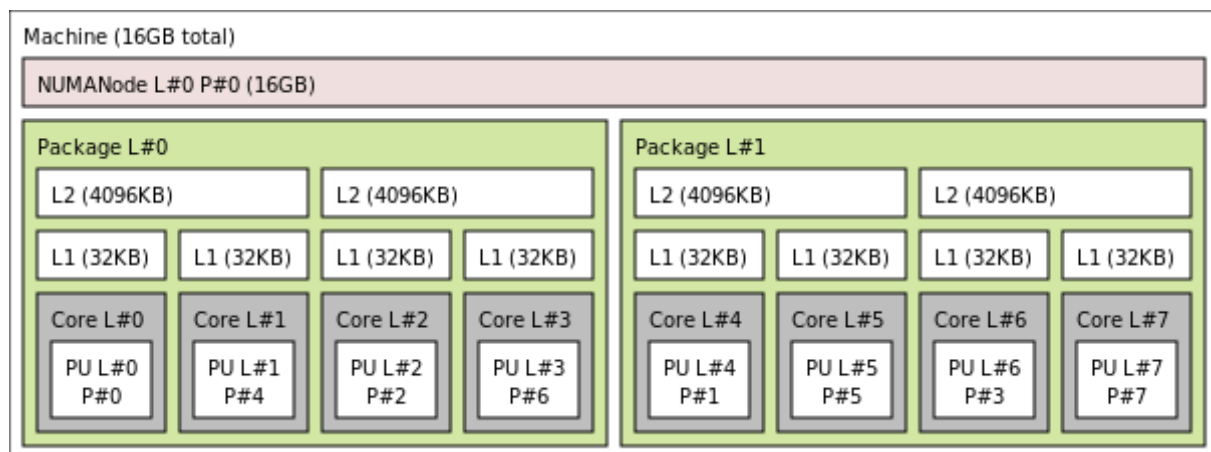 Machine (16GB total)
NUMANode L#0 P#0 (16GB)
Package L#0
L2 (4096KB) L2 (4096KB)
L1 (32KB) L1 (32KB) L1 (32KB) L1 (32KB)
Core L#0 Core L#1 Core L#2 Core L#3
PU L#0 PU L#1 PU L#2 PU L#3
P#0 P#4 P#2 P#6
Package L#1
L2 (4096KB) L2 (4096KB)
L1 (32KB) L1 (32KB) L1 (32KB) L1 (32KB)
Core L#4 Core L#5 Core L#6 Core L#7
PU L#4 PU L#5 PU L#6 PU L#7
P#1 P#5 P#3 P#7